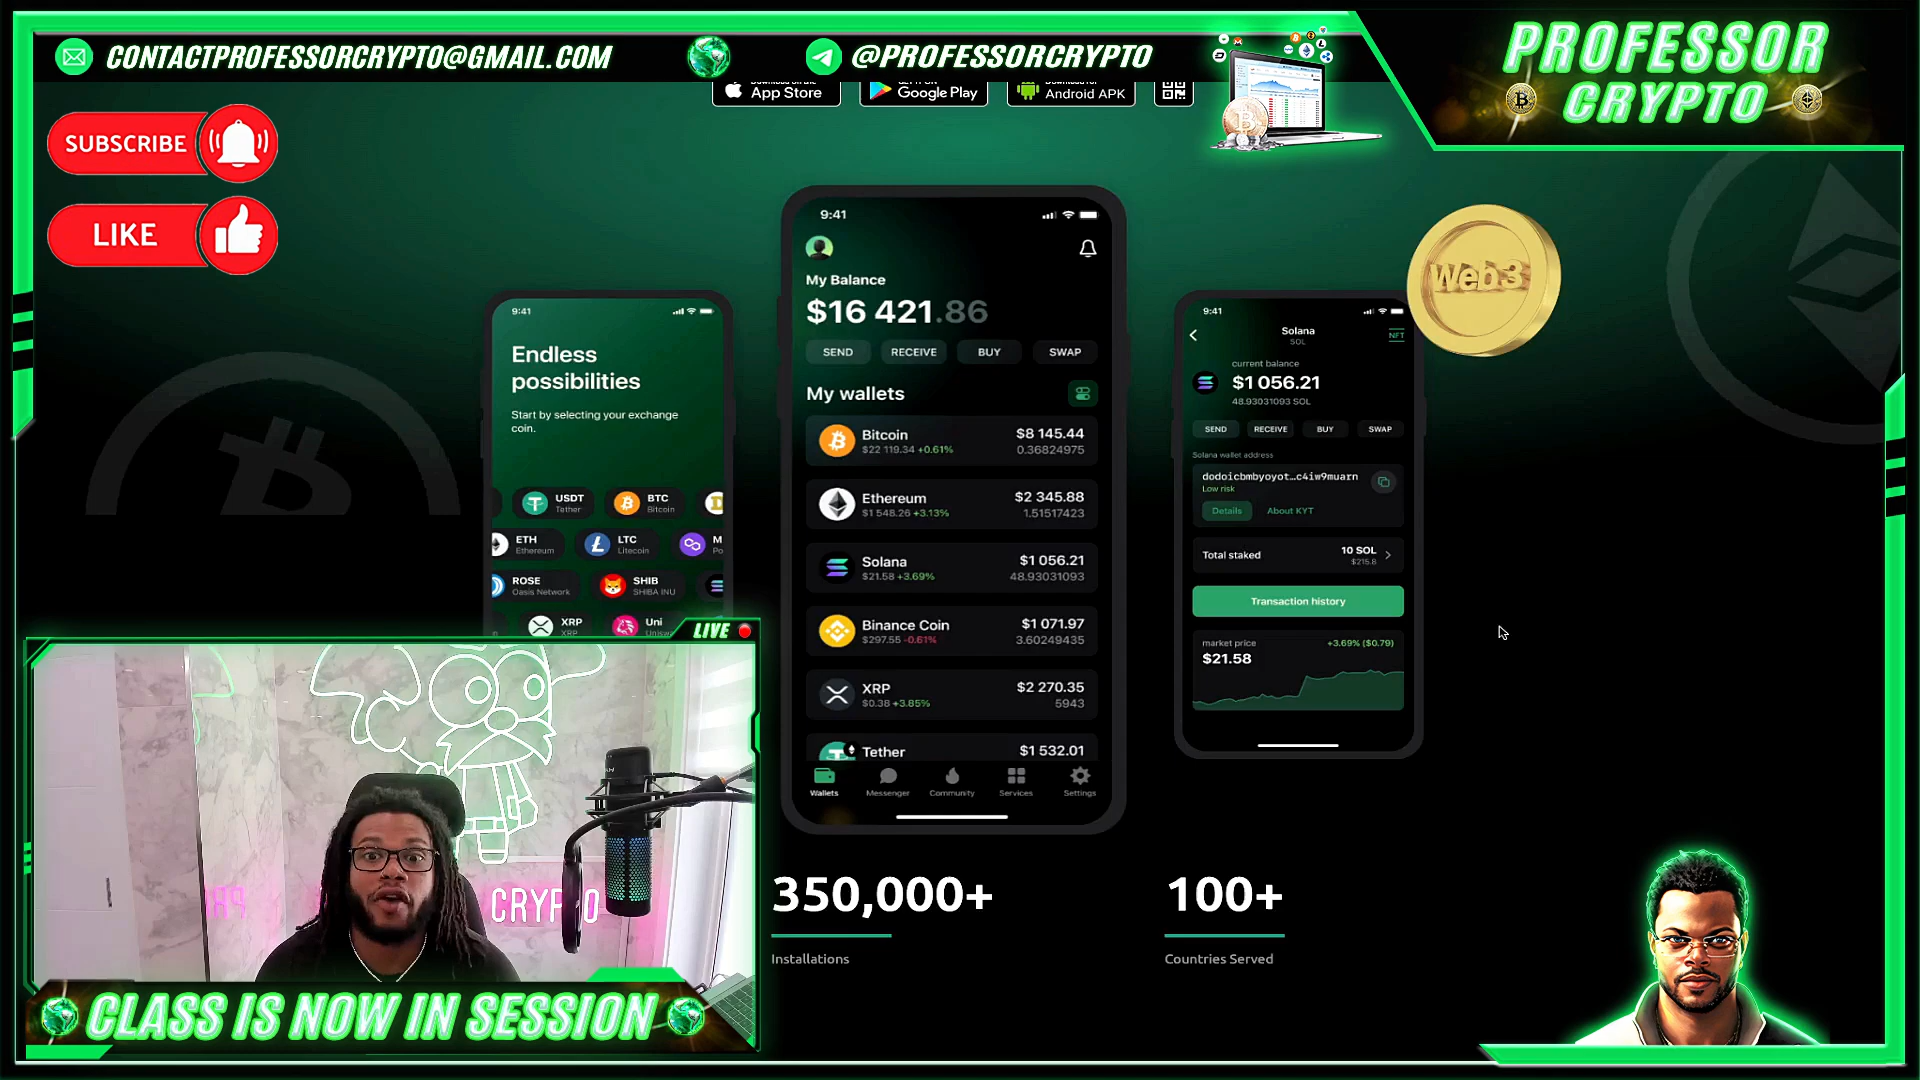 CONTACTPROFESSORCRYPTO@GMAIL.COM
@PROFESSORCRYPTO
PROFESSOR
CRYPTO
App Store
Google Play
Android APK
SUBSCRIBE
LIKE
Web3
9:41
Endless
possibilities
Start by selecting your exchange
coin.
USDT
Tether
BTC
Bitcoin
ETH
Ethereum
LTC
Litecoin
ROSE
Oasis Network
SHIB
SHIBA INU
XRP
XRP
Uni
9:41
My Balance
$16 421.86
SEND RECEIVE BUY SWAP
My wallets
Bitcoin $8 145.44
$22 119.34 +0.61% 0.36824975
Ethereum $2 345.88
$1 548.26 +3.13% 1.51517423
Solana $1 056.21
$21.58 +3.69% 48.93031093
Binance Coin $1 071.97
$297.55 -0.61% 3.60249435
XRP $2 270.35
$0.38 +3.85% 5943
Tether $1 532.01
Wallets Messenger Community Services Settings
9:41
Solana
SOL
NFT
current balance
$1 056.21
48.93031093 SOL
SEND RECEIVE BUY SWAP
Solana wallet address
dodoicbmbyoyot...c4iw9muarn
Low risk
Details About KYT
Total staked 10 SOL
$215.8
Transaction history
market price +3.69% ($0.79)
$21.58
350,000+
Installations
100+
Countries Served
LIVE
CLASS IS NOW IN SESSION